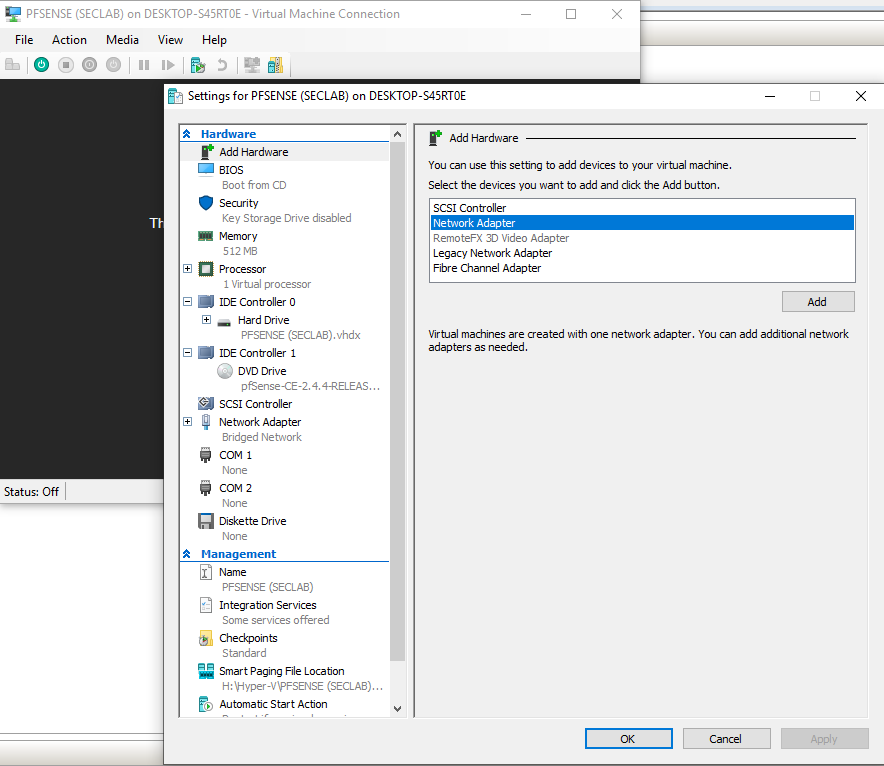 PFSENSE (SECLAB) on DESKTOP-S45RT0E - Virtual Machine Connection
File Action Media View Help
Settings for PFSENSE (SECLAB) on DESKTOP-S45RT0E
Hardware
Add Hardware
BIOS
Boot from CD
Security
Key Storage Drive disabled
Memory
512 MB
Processor
1 Virtual processor
IDE Controller 0
Hard Drive
PFSENSE (SECLAB).vhdx
IDE Controller 1
DVD Drive
pfSense-CE-2.4.4-RELEAS...
SCSI Controller
Network Adapter
Bridged Network
COM 1
None
COM 2
None
Diskette Drive
None
Management
Name
PFSENSE (SECLAB)
Integration Services
Some services offered
Checkpoints
Standard
Smart Paging File Location
H:\Hyper-V\PFSENSE (SECLAB)...
Automatic Start Action
Add Hardware
You can use this setting to add devices to your virtual machine.
Select the devices you want to add and click the Add button.
SCSI Controller
Network Adapter
RemoteFX 3D Video Adapter
Legacy Network Adapter
Fibre Channel Adapter
Add
Virtual machines are created with one network adapter. You can add additional network
adapters as needed.
OK Cancel Apply
Th
Status: Off